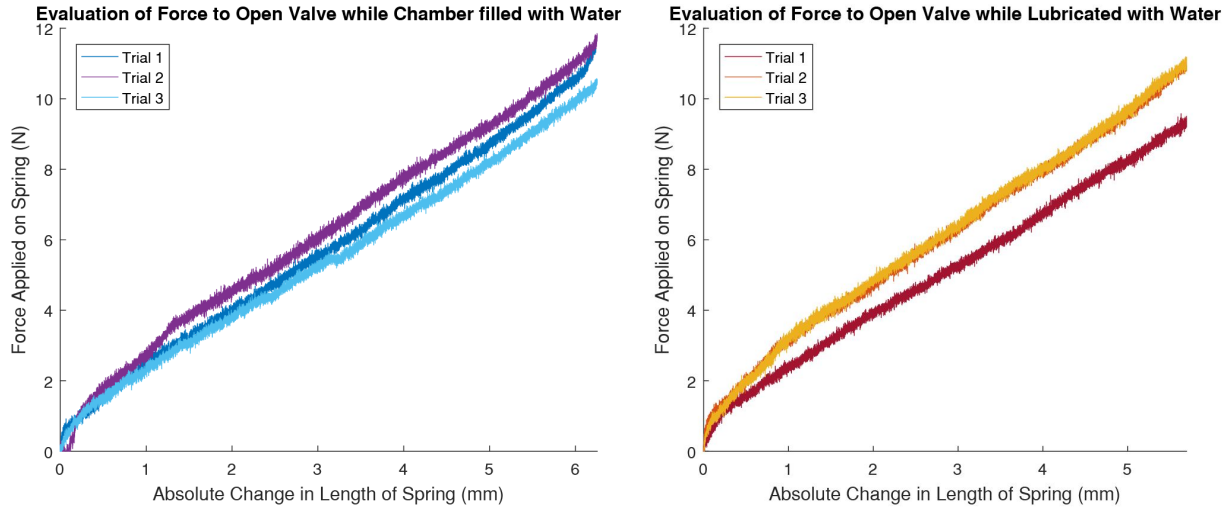 Evaluation of Force to Open Valve while Chamber filled with Water
12
10
8
6
4
2
0
Force Applied on Spring (N)
Trial 1
Trial 2
Trial 3
0 1 2 3 4 5 6
Absolute Change in Length of Spring (mm)
Evaluation of Force to Open Valve while Lubricated with Water
12
10
8
6
4
2
0
Force Applied on Spring (N)
Trial 1
Trial 2
Trial 3
0 1 2 3 4 5
Absolute Change in Length of Spring (mm)